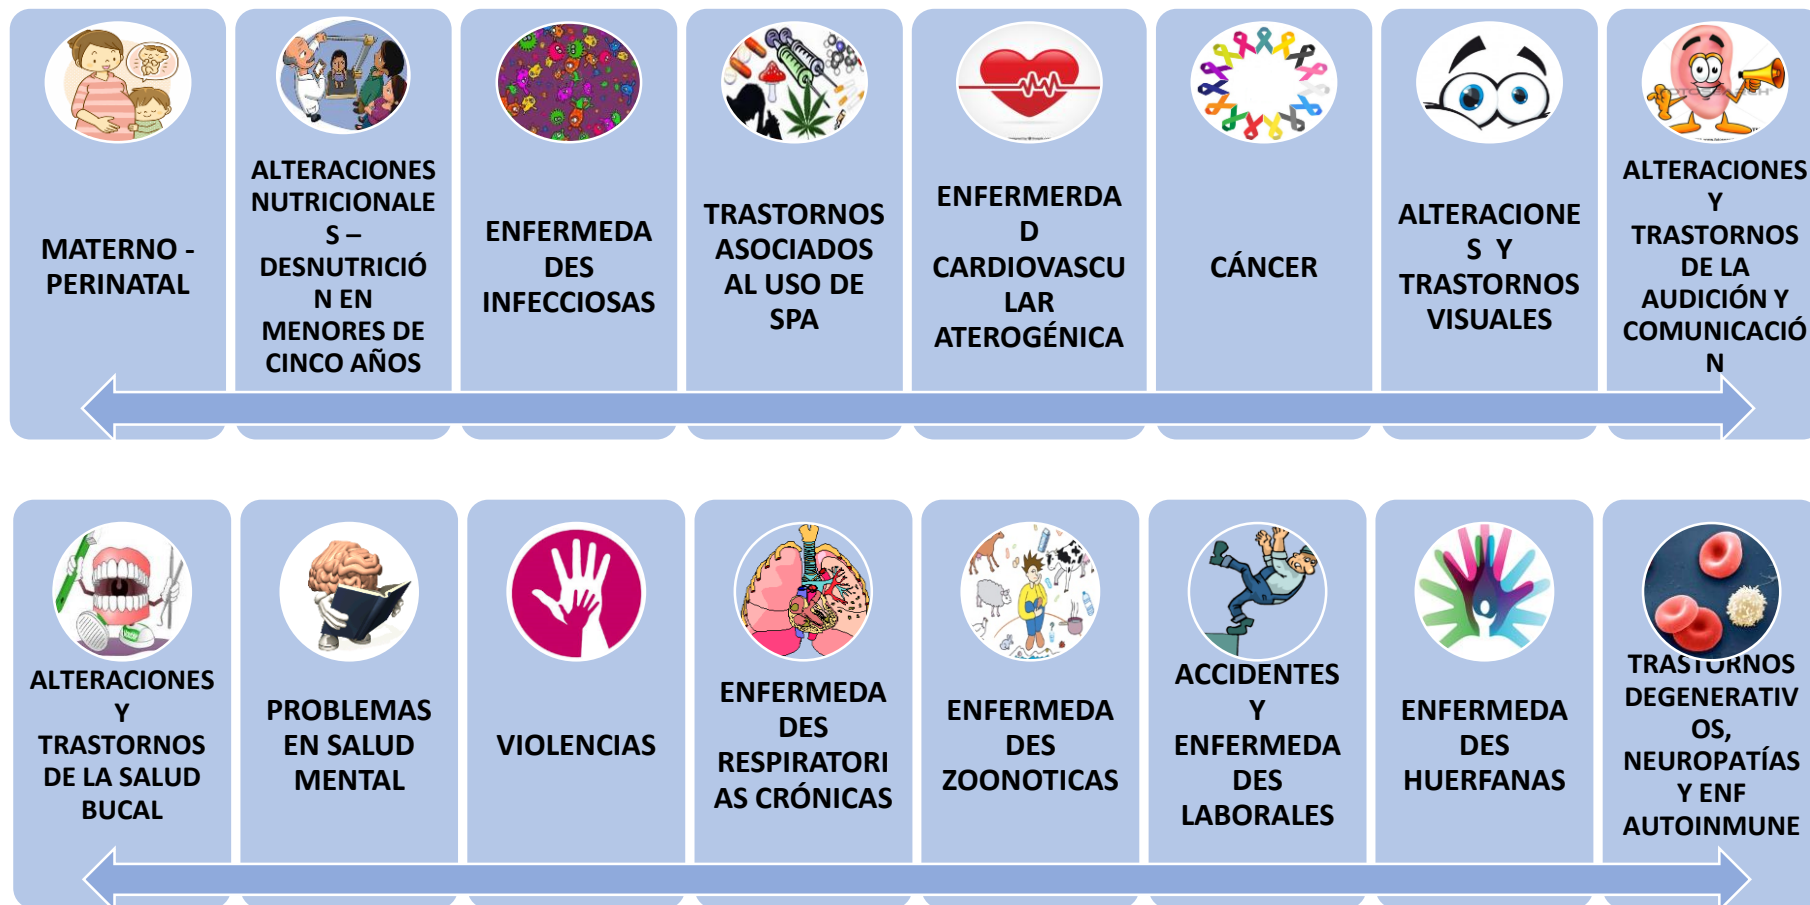 MATERNO -
PERINATAL
ALTERACIONES
NUTRICIONALE
S –
DESNUTRICIÓ
N EN
MENORES DE
CINCO AÑOS
ENFERMEDA
DES
INFECCIOSAS
TRASTORNOS
ASOCIADOS
AL USO DE
SPA
ENFERMERDA
D
CARDIOVASCU
LAR
ATEROGÉNICA
CÁNCER
ALTERACIONE
S Y
TRASTORNOS
VISUALES
ALTERACIONES
Y
TRASTORNOS
DE LA
AUDICIÓN Y
COMUNICACIÓ
N
ALTERACIONES
Y
TRASTORNOS
DE LA SALUD
BUCAL
PROBLEMAS
EN SALUD
MENTAL
VIOLENCIAS
ENFERMEDA
DES
RESPIRATORI
AS CRÓNICAS
ENFERMEDA
DES
ZOONOTICAS
ACCIDENTES
Y
ENFERMEDA
DES
LABORALES
ENFERMEDA
DES
HUERFANAS
TRASTORNOS
DEGENERATIV
OS,
NEUROPATÍAS
Y ENF
AUTOINMUNE